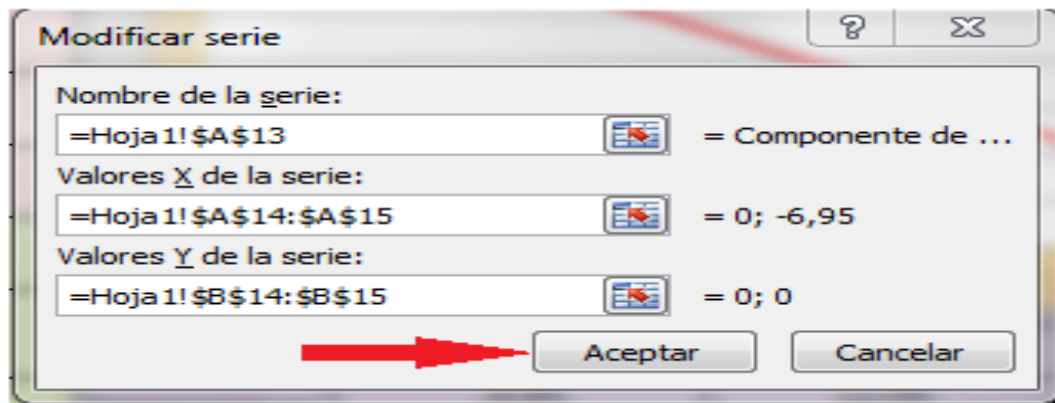 Modificar serie
Nombre de la serie:
=Hoja1!$A$13 = Componente de ...
Valores X de la serie:
=Hoja1!$A$14:$A$15 = 0; -6,95
Valores Y de la serie:
=Hoja1!$B$14:$B$15 = 0; 0
Aceptar Cancelar